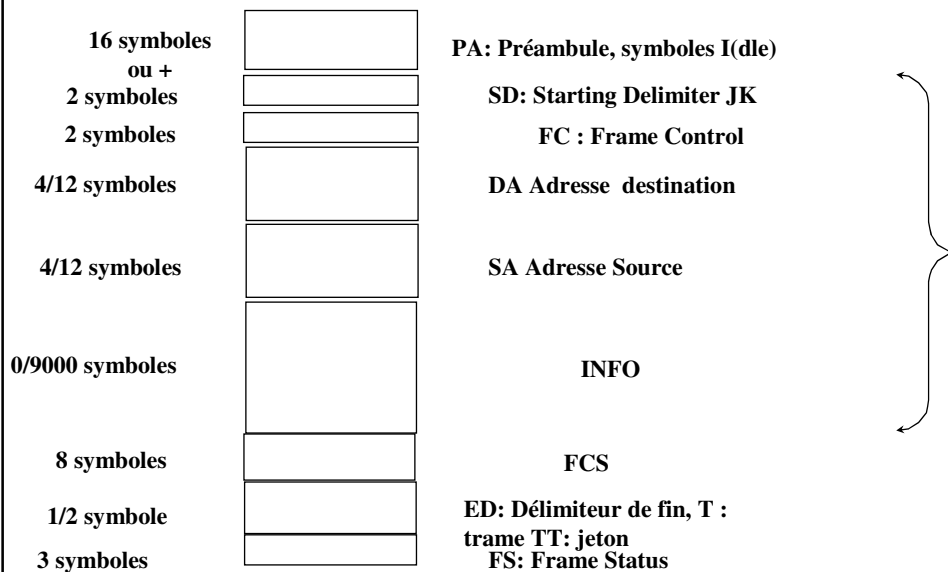 16 symboles
ou +
PA: Préambule, symboles I(dle)
2 symboles
SD: Starting Delimiter JK
2 symboles
FC : Frame Control
4/12 symboles
DA Adresse destination
4/12 symboles
SA Adresse Source
0/9000 symboles
INFO
8 symboles
FCS
1/2 symbole
ED: Délimiteur de fin, T :
trame TT: jeton
3 symboles
FS: Frame Status